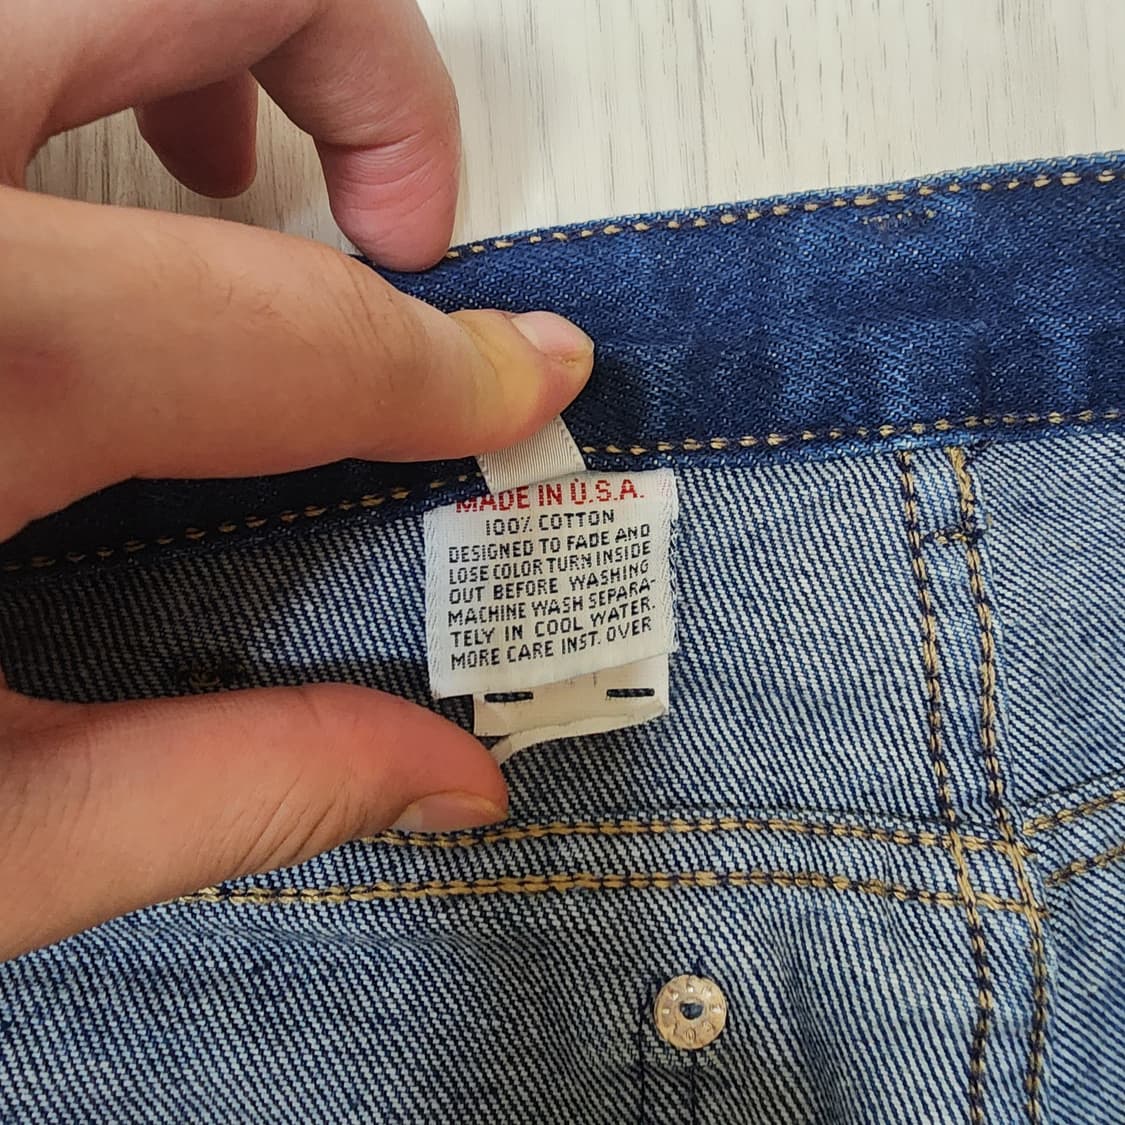 MADE IN U.S.A.
100% COTTON
DESIGNED TO FADE AND
LOSE COLOR TURN INSIDE
OUT BEFORE WASHING
MACHINE WASH SEPARA-
TELY IN COOL WATER.
MORE CARE INST. OVER